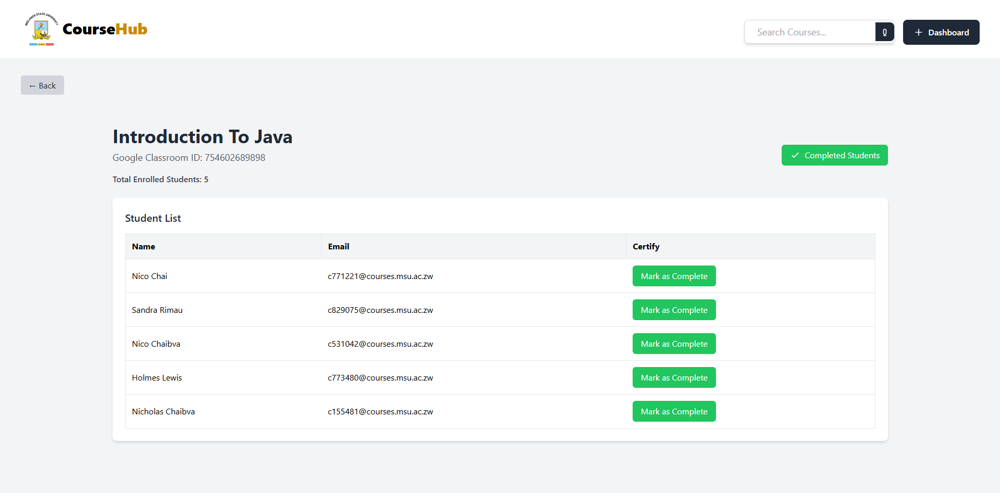 MIDLANDS STATE UNIVERSITY
CourseHub
Search Courses...
+ Dashboard
← Back
Introduction To Java
Google Classroom ID: 754602689898
✓ Completed Students
Total Enrolled Students: 5
Student List
Name Email Certify
Nico Chai c771221@courses.msu.ac.zw Mark as Complete
Sandra Rimau c829075@courses.msu.ac.zw Mark as Complete
Nico Chaibva c531042@courses.msu.ac.zw Mark as Complete
Holmes Lewis c773480@courses.msu.ac.zw Mark as Complete
Nicholas Chaibva c155481@courses.msu.ac.zw Mark as Complete